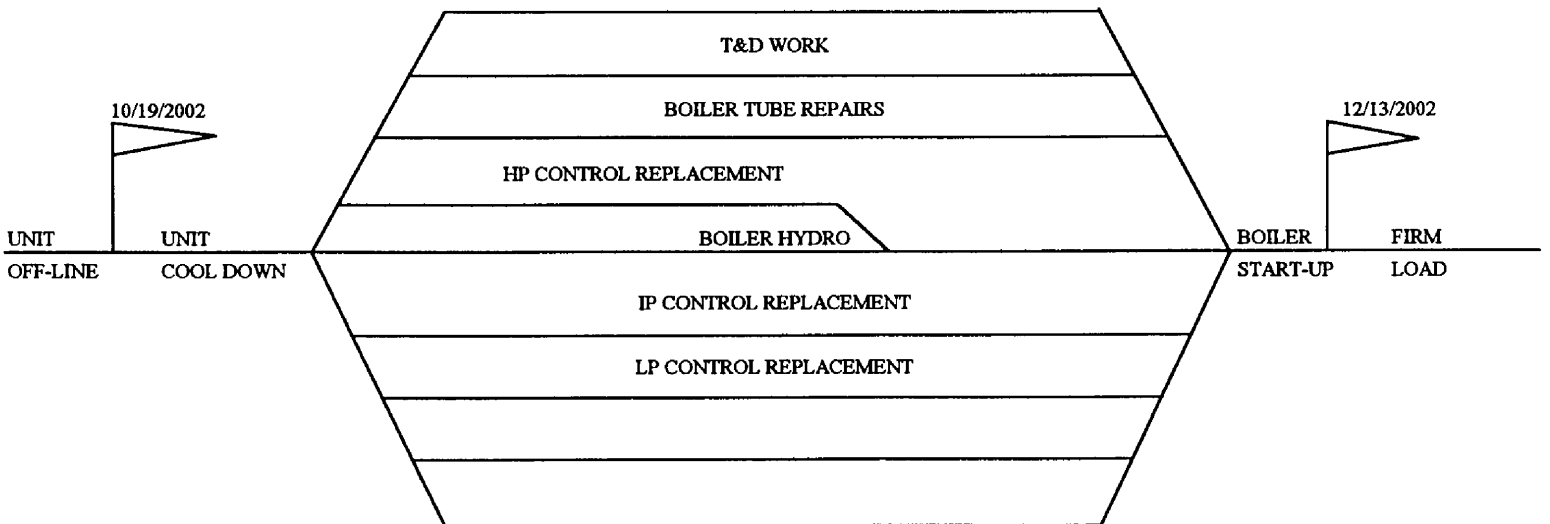 T&D WORK
10/19/2002
BOILER TUBE REPAIRS
12/13/2002
HP CONTROL REPLACEMENT
UNIT UNIT BOILER HYDRO BOILER FIRM
OFF-LINE COOL DOWN START-UP LOAD
IP CONTROL REPLACEMENT
LP CONTROL REPLACEMENT